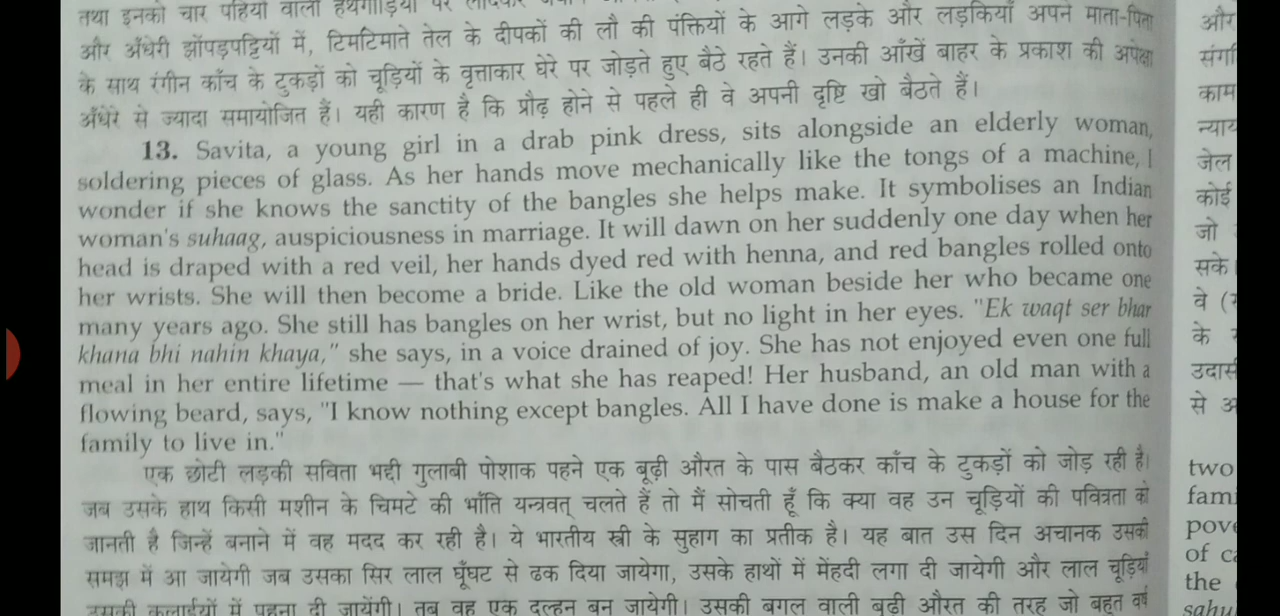 तथा इनको चार पहियों वाली हथगाड़ियों पर लादकर
और अँधेरी झोंपड़पट्टियों में, टिमटिमाते तेल के दीपकों की लौ की पंक्तियों के आगे लड़के और लड़कियाँ अपने माता-पिता
के साथ रंगीन काँच के टुकड़ों को चूड़ियों के वृत्ताकार घेरे पर जोड़ते हुए बैठे रहते हैं। उनकी आँखें बाहर के प्रकाश की अपेक्षा
अँधेरे से ज्यादा समायोजित हैं। यही कारण है कि प्रौढ़ होने से पहले ही वे अपनी दृष्टि खो बैठते हैं।
13. Savita, a young girl in a drab pink dress, sits alongside an elderly woman,
soldering pieces of glass. As her hands move mechanically like the tongs of a machine, I
wonder if she knows the sanctity of the bangles she helps make. It symbolises an Indian
woman's suhaag, auspiciousness in marriage. It will dawn on her suddenly one day when her
head is draped with a red veil, her hands dyed red with henna, and red bangles rolled onto
her wrists. She will then become a bride. Like the old woman beside her who became one
many years ago. She still has bangles on her wrist, but no light in her eyes. "Ek waqt ser bhar
khana bhi nahin khaya," she says, in a voice drained of joy. She has not enjoyed even one full
meal in her entire lifetime — that's what she has reaped! Her husband, an old man with a
flowing beard, says, "I know nothing except bangles. All I have done is make a house for the
family to live in."
एक छोटी लड़की सविता भद्दी गुलाबी पोशाक पहने एक बूढ़ी औरत के पास बैठकर काँच के टुकड़ों को जोड़ रही है।
जब उसके हाथ किसी मशीन के चिमटे की भाँति यन्त्रवत् चलते हैं तो मैं सोचती हूँ कि क्या वह उन चूड़ियों की पवित्रता को
जानती है जिन्हें बनाने में वह मदद कर रही है। ये भारतीय स्त्री के सुहाग का प्रतीक है। यह बात उस दिन अचानक उसकी
समझ में आ जायेगी जब उसका सिर लाल घूँघट से ढक दिया जायेगा, उसके हाथों में मेंहदी लगा दी जायेगी और लाल चूड़ियाँ
उसकी कलाईयों में पहना दी जायेंगी। तब वह एक दुल्हन बन जायेगी। उसकी बगल वाली बूढ़ी औरत की तरह जो बहुत वर्ष
और
काम
जेल
कोई
जो
सके।
वे
के
से
two
of
the